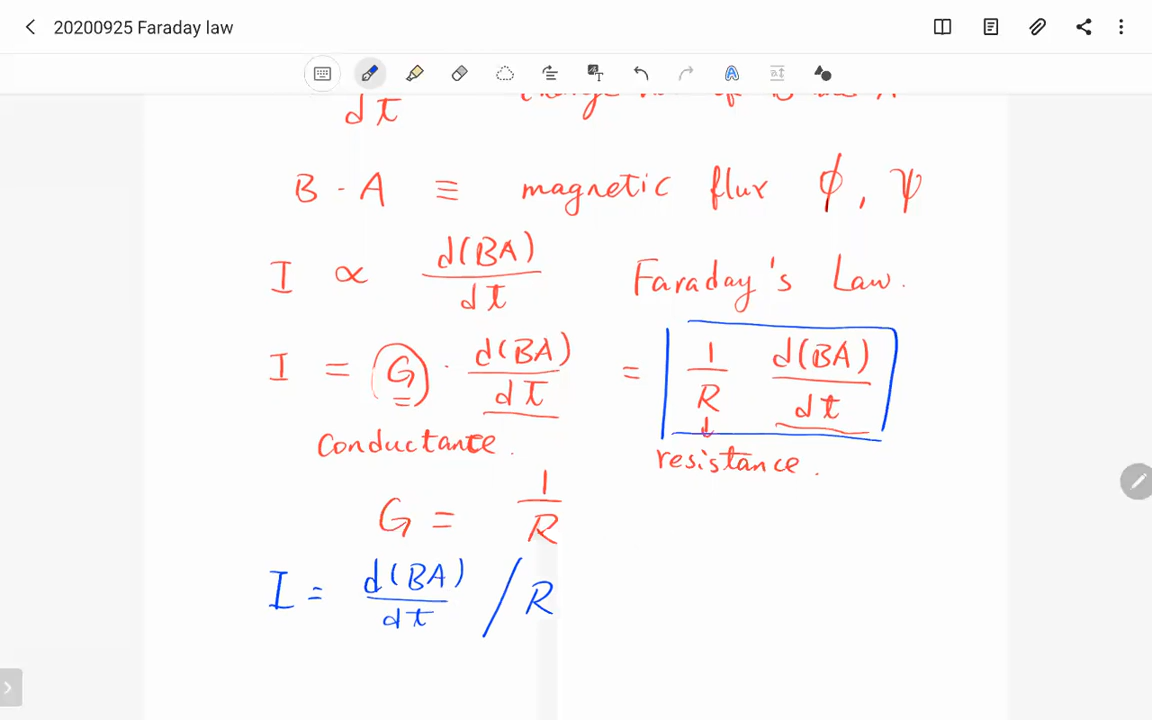 20200925 Faraday law
dt
B · A ≡ magnetic flux ϕ, ψ
I ∝ d(BA)/dt Faraday's Law.
I = G · d(BA)/dt = 1/R d(BA)/dt
conductance. resistance.
G = 1/R
I = d(BA)/dt / R